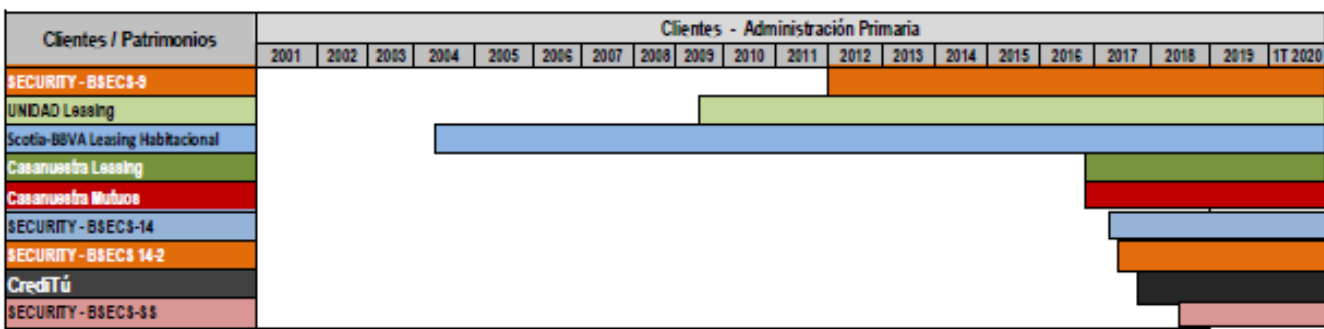 Clientes / Patrimonios
Clientes - Administración Primaria
2001 2002 2003 2004 2005 2006 2007 2008 2009 2010 2011 2012 2013 2014 2015 2016 2017 2018 2019 1T 2020
SECURITY - BSECS-9
UNIDAD Leasing
Scotia-BBVA Leasing Habitacional
Casanuestra Leasing
Casanuestra Mutuos
SECURITY - BSECS-14
SECURITY - BSECS 14-2
CrediTú
SECURITY - BSECS-SS